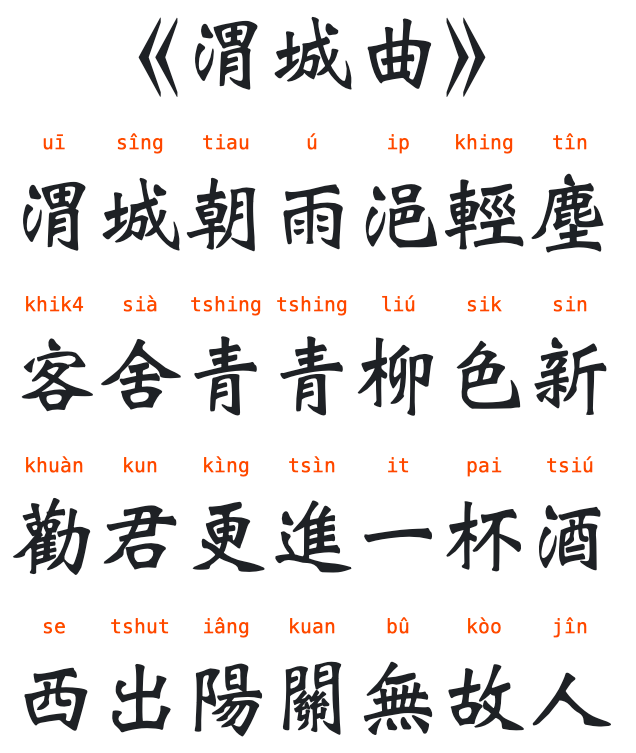 《渭城曲》
uī sîng tiau ú ip khing tîn
渭城朝雨浥輕塵
khik4 sià tshing tshing liú sik sin
客舍青青柳色新
khuàn kun kìng tsìn it pai tsiú
勸君更進一杯酒
se tshut iâng kuan bû kòo jîn
西出陽關無故人